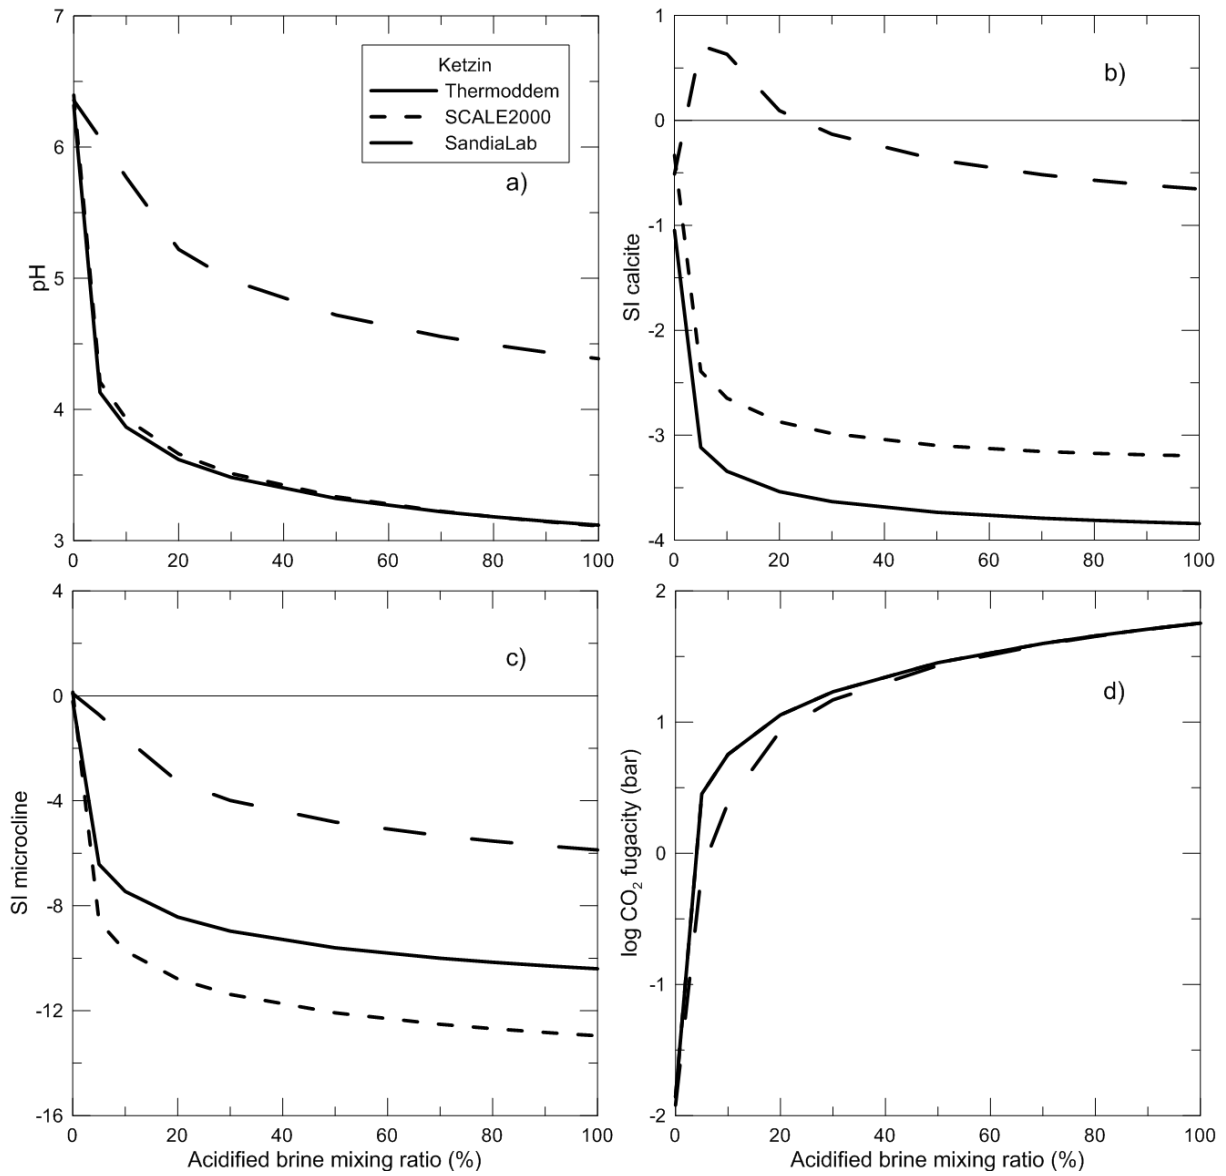 7
6
5
4
3
pH
Ketzin
Thermoddem
SCALE2000
SandiaLab
a)
0 20 40 60 80 100
1
0
-1
-2
-3
-4
SI calcite
b)
0 20 40 60 80 100
4
0
-4
-8
-12
-16
SI microcline
c)
0 20 40 60 80 100
Acidified brine mixing ratio (%)
2
1
0
-1
-2
log CO₂ fugacity (bar)
d)
0 20 40 60 80 100
Acidified brine mixing ratio (%)